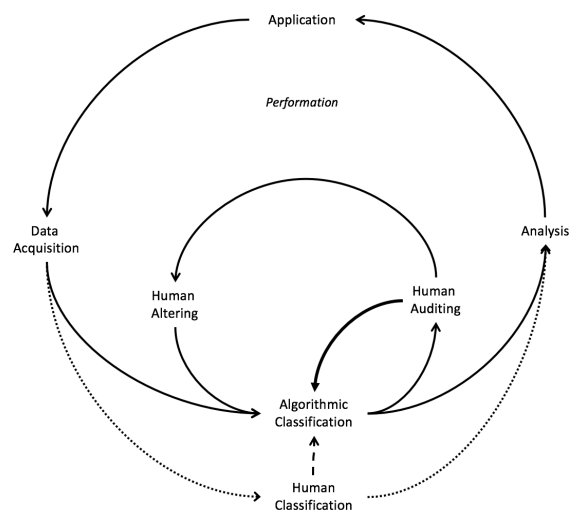 Application
Performation
Data
Acquisition
Analysis
Human
Altering
Human
Auditing
Algorithmic
Classification
Human
Classification